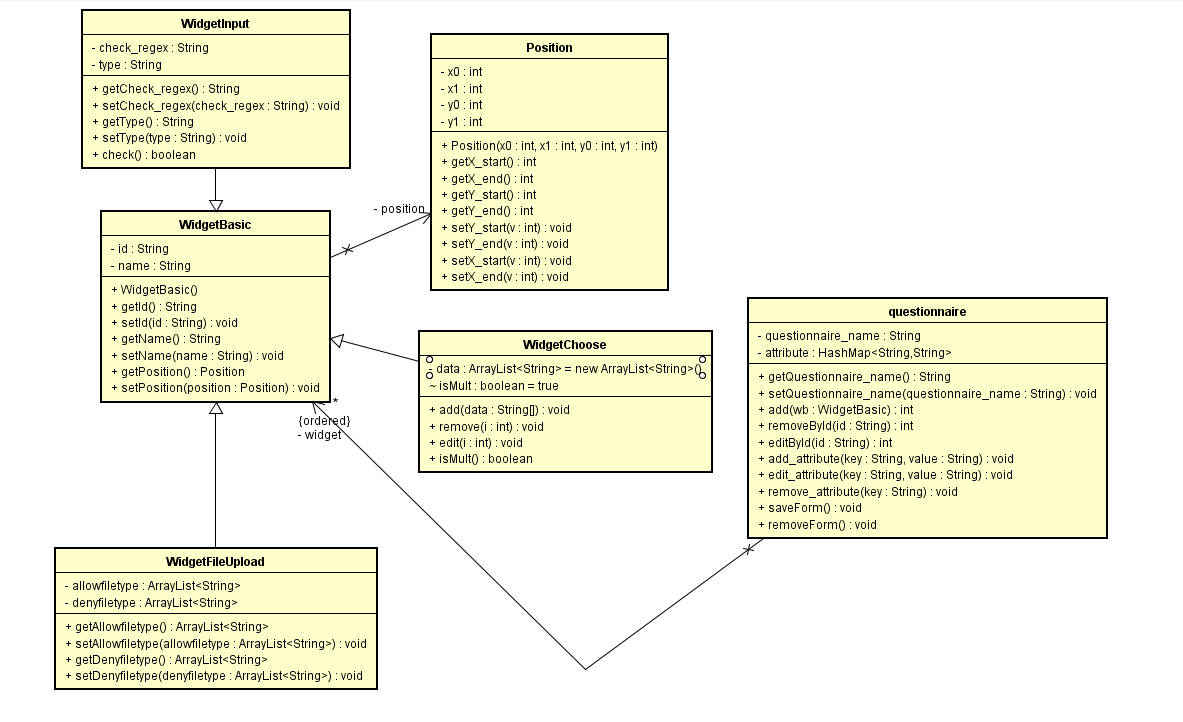 WidgetInput
- check_regex : String
- type : String
+ getCheck_regex() : String
+ setCheck_regex(check_regex : String) : void
+ getType() : String
+ setType(type : String) : void
+ check() : boolean
Position
- x0 : int
- x1 : int
- y0 : int
- y1 : int
+ Position(x0 : int, x1 : int, y0 : int, y1 : int)
+ getX_start() : int
+ getX_end() : int
+ getY_start() : int
+ getY_end() : int
+ setY_start(v : int) : void
+ setY_end(v : int) : void
+ setX_start(v : int) : void
+ setX_end(v : int) : void
- position
WidgetBasic
- id : String
- name : String
+ WidgetBasic()
+ getId() : String
+ setId(id : String) : void
+ getName() : String
+ setName(name : String) : void
+ getPosition() : Position
+ setPosition(position : Position) : void
*
{ordered}
- widget
WidgetChoose
- data : ArrayList<String> = new ArrayList<String>()
~ isMult : boolean = true
+ add(data : String[]) : void
+ remove(i : int) : void
+ edit(i : int) : void
+ isMult() : boolean
questionnaire
- questionnaire_name : String
- attribute : HashMap<String,String>
+ getQuestionnaire_name() : String
+ setQuestionnaire_name(questionnaire_name : String) : void
+ add(wb : WidgetBasic) : int
+ removeById(id : String) : int
+ editById(id : String) : int
+ add_attribute(key : String, value : String) : void
+ edit_attribute(key : String, value : String) : void
+ remove_attribute(key : String) : void
+ saveForm() : void
+ removeForm() : void
WidgetFileUpload
- allowfiletype : ArrayList<String>
- denyfiletype : ArrayList<String>
+ getAllowfiletype() : ArrayList<String>
+ setAllowfiletype(allowfiletype : ArrayList<String>) : void
+ getDenyfiletype() : ArrayList<String>
+ setDenyfiletype(denyfiletype : ArrayList<String>) : void